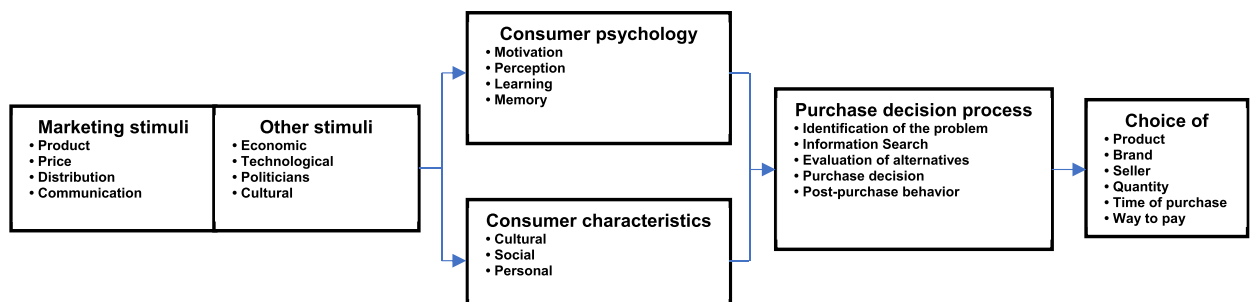 Marketing stimuli
• Product
• Price
• Distribution
• Communication
Other stimuli
• Economic
• Technological
• Politicians
• Cultural
Consumer psychology
• Motivation
• Perception
• Learning
• Memory
Consumer characteristics
• Cultural
• Social
• Personal
Purchase decision process
• Identification of the problem
• Information Search
• Evaluation of alternatives
• Purchase decision
• Post-purchase behavior
Choice of
• Product
• Brand
• Seller
• Quantity
• Time of purchase
• Way to pay